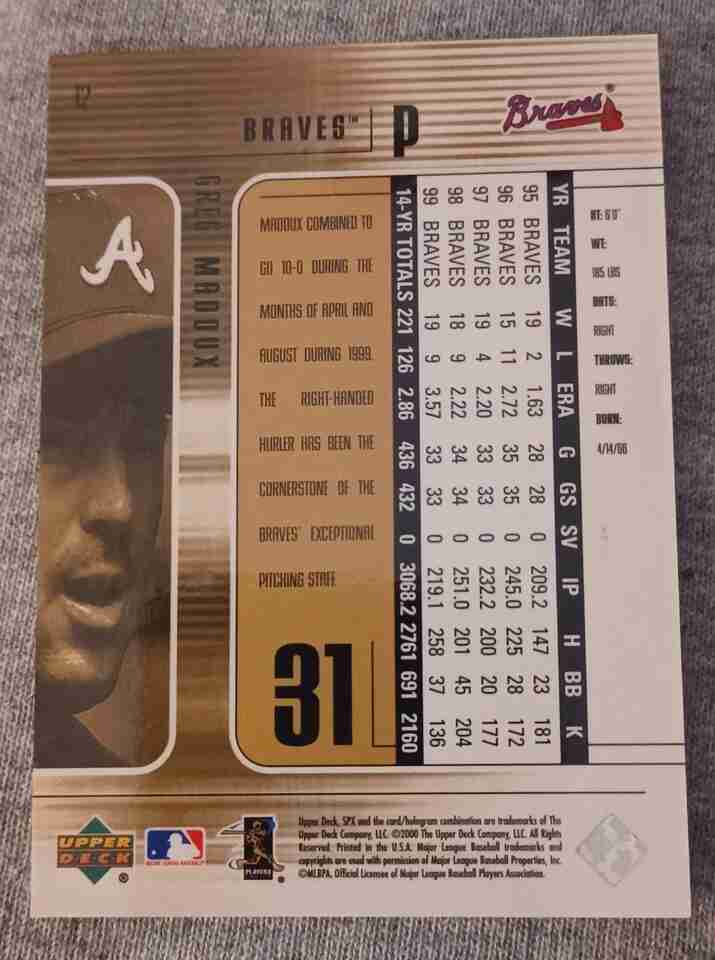 BRAVES™ P
Braves®
GREG MADDUX
MADDUX COMBINED TO
GO 10-0 DURING THE
MONTHS OF APRIL AND
AUGUST DURING 1999.
THE RIGHT-HANDED
HURLER HAS BEEN THE
CORNERSTONE OF THE
BRAVES' EXCEPTIONAL
PITCHING STAFF
31
HT: 6'0"
WT:
185 LBS
BATS:
RIGHT
THROWS:
RIGHT
BORN:
4/14/66
YR TEAM W L ERA G GS SV IP H BB K
95 BRAVES 19 2 1.63 28 28 0 209.2 147 23 181
96 BRAVES 15 11 2.72 35 35 0 245.0 225 28 172
97 BRAVES 19 4 2.20 33 33 0 232.2 200 20 177
98 BRAVES 18 9 2.22 34 34 0 251.0 201 45 204
99 BRAVES 19 9 3.57 33 33 0 219.1 258 37 136
14-YR TOTALS 221 126 2.86 436 432 0 3068.2 2761 691 2160
A
UPPER
DECK®
PLAYERS
Upper Deck, SPX and the card/hologram combination are trademarks of The
Upper Deck Company, LLC. ©2000 The Upper Deck Company, LLC. All Rights
Reserved. Printed in the U.S.A. Major League Baseball trademarks and
copyrights are used with permission of Major League Baseball Properties, Inc.
©MLBPA. Official Licensee of Major League Baseball Players Association.